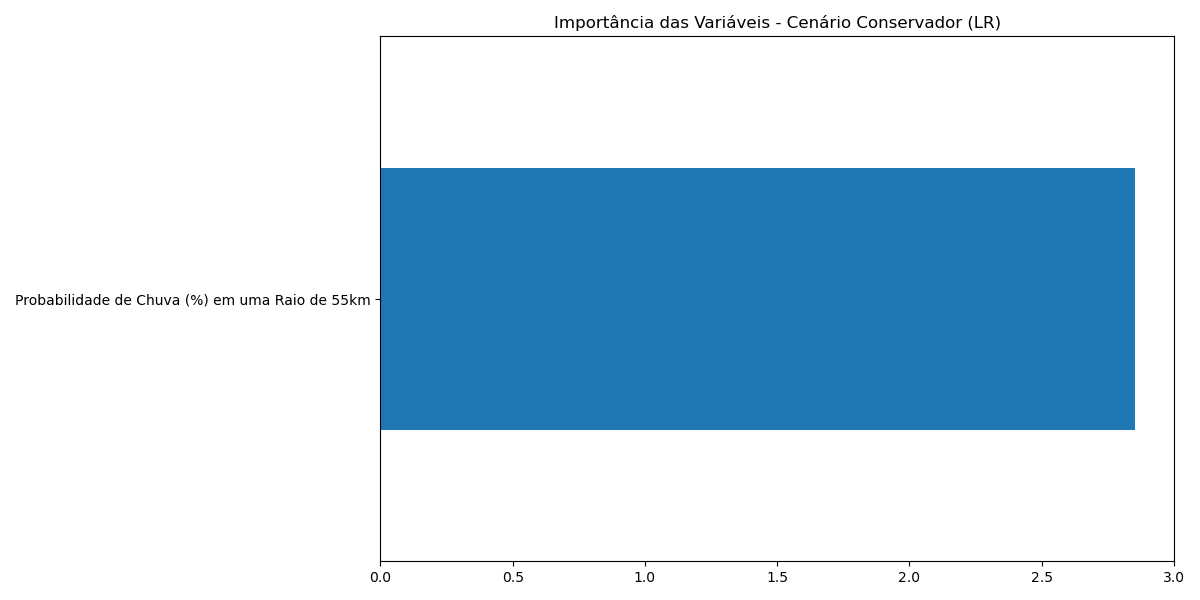 Importância das Variáveis - Cenário Conservador (LR)
Probabilidade de Chuva (%) em uma Raio de 55km
0.0 0.5 1.0 1.5 2.0 2.5 3.0